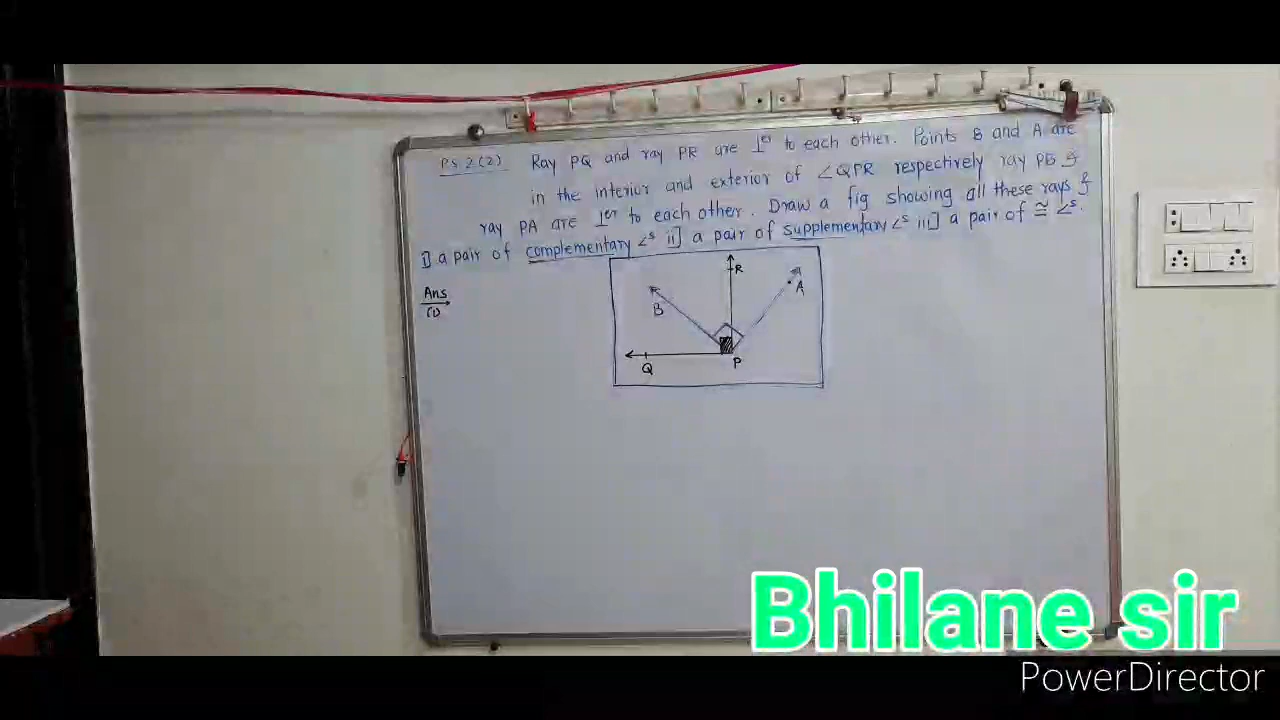 P.S. 2 (2) Ray PQ and ray PR are ⊥er to each other. Points B and A are
in the interior and exterior of ∠QPR respectively ray PB &
ray PA are ⊥er to each other. Draw a fig showing all these rays &
I] a pair of complementary ∠s ii] a pair of supplementary ∠s iii] a pair of ≅ ∠s.
Ans
(1)
R
A
B
Q
P
Bhilane sir
PowerDirector